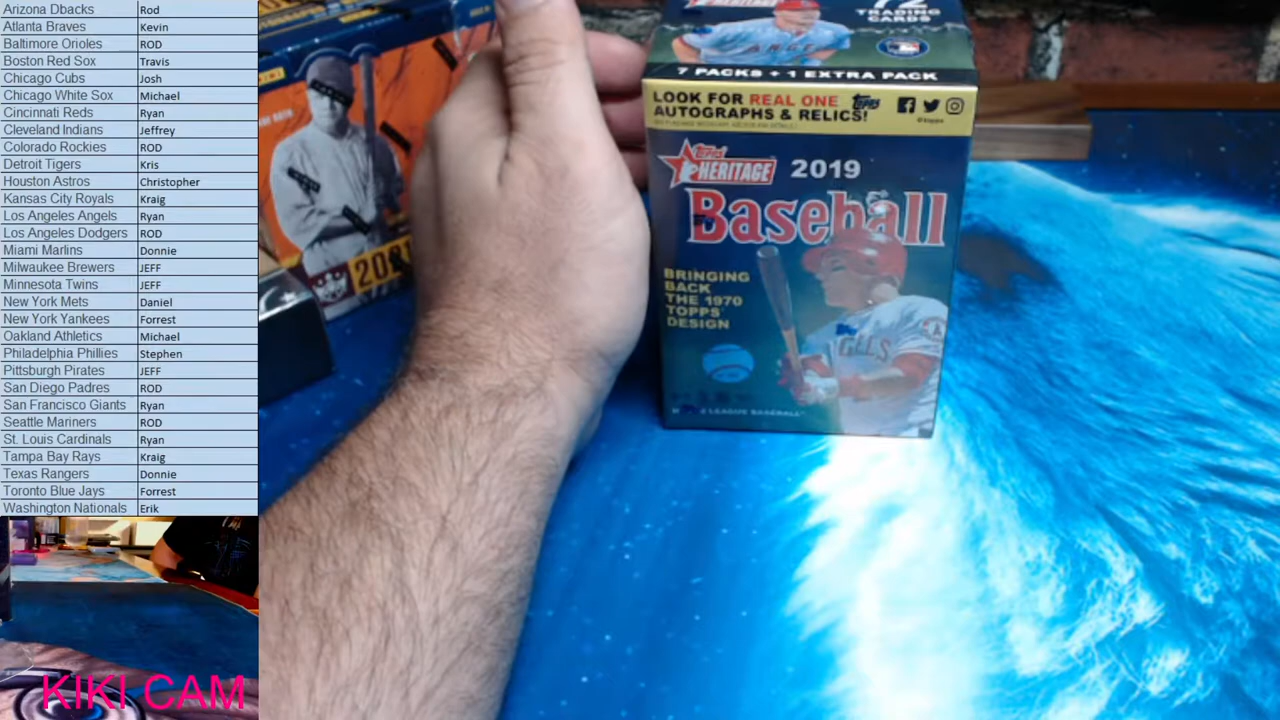 Arizona Dbacks Rod
Atlanta Braves Kevin
Baltimore Orioles ROD
Boston Red Sox Travis
Chicago Cubs Josh
Chicago White Sox Michael
Cincinnati Reds Ryan
Cleveland Indians Jeffrey
Colorado Rockies ROD
Detroit Tigers Kris
Houston Astros Christopher
Kansas City Royals Kraig
Los Angeles Angels Ryan
Los Angeles Dodgers ROD
Miami Marlins Donnie
Milwaukee Brewers JEFF
Minnesota Twins JEFF
New York Mets Daniel
New York Yankees Forrest
Oakland Athletics Michael
Philadelphia Phillies Stephen
Pittsburgh Pirates JEFF
San Diego Padres ROD
San Francisco Giants Ryan
Seattle Mariners ROD
St. Louis Cardinals Ryan
Tampa Bay Rays Kraig
Texas Rangers Donnie
Toronto Blue Jays Forrest
Washington Nationals Erik
KIKI CAM
HERITAGE
72
TRADING
CARDS
7 PACKS + 1 EXTRA PACK
LOOK FOR REAL ONE
AUTOGRAPHS & RELICS!
Topps
@topps
Topps
HERITAGE 2019
Baseball
BRINGING
BACK
THE 1970
TOPPS
DESIGN
ANGELS
LEAGUE BASEBALL